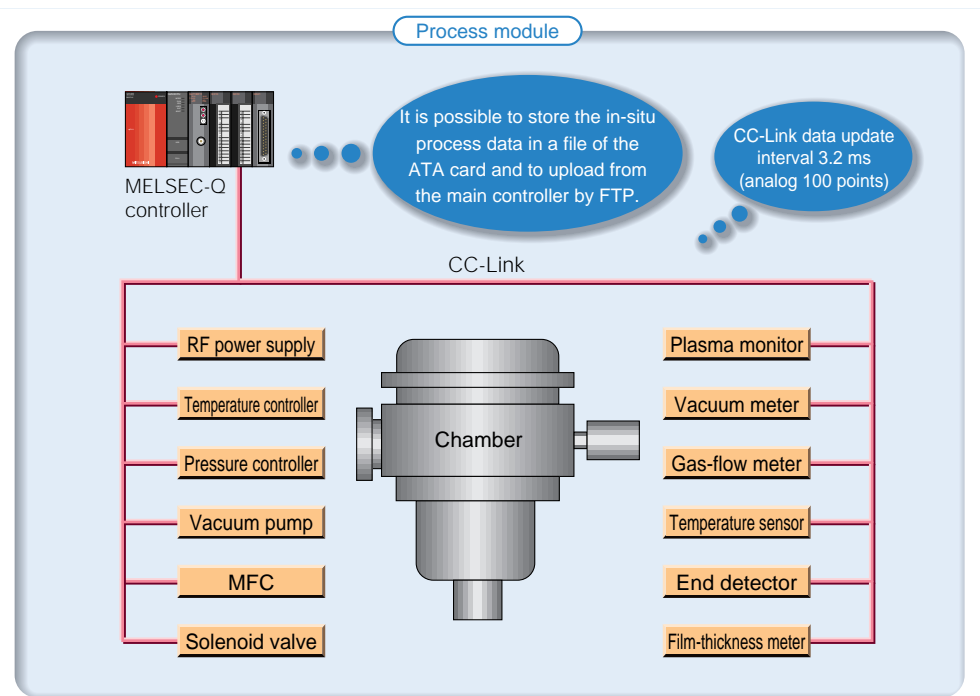 Process module
It is possible to store the in-situ
process data in a file of the
ATA card and to upload from
the main controller by FTP.
CC-Link data update
interval 3.2 ms
(analog 100 points)
MELSEC-Q
controller
CC-Link
RF power supply
Temperature controller
Pressure controller
Vacuum pump
MFC
Solenoid valve
Chamber
Plasma monitor
Vacuum meter
Gas-flow meter
Temperature sensor
End detector
Film-thickness meter